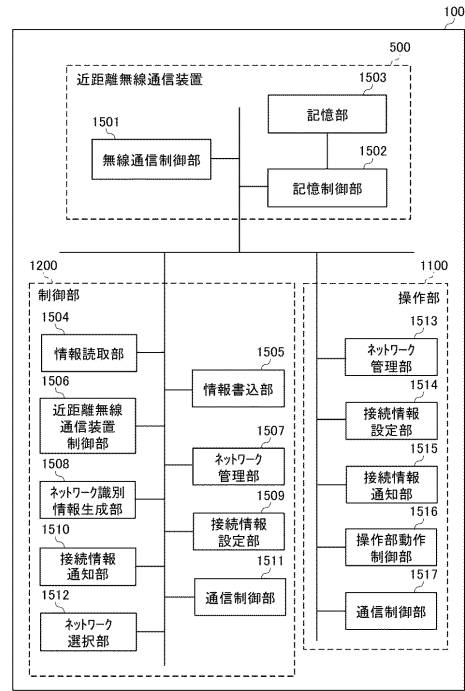 100
500
近距離無線通信装置
1503
記憶部
1501
無線通信制御部
1502
記憶制御部
1200
制御部
1504
情報読取部
1505
情報書込部
1506
近距離無線
通信装置
制御部
1507
ネットワーク
管理部
1508
ネットワーク識別
情報生成部
1509
接続情報
設定部
1510
接続情報
通知部
1511
通信制御部
1512
ネットワーク
選択部
1100
操作部
1513
ネットワーク
管理部
1514
接続情報
設定部
1515
接続情報
通知部
1516
操作部動作
制御部
1517
通信制御部